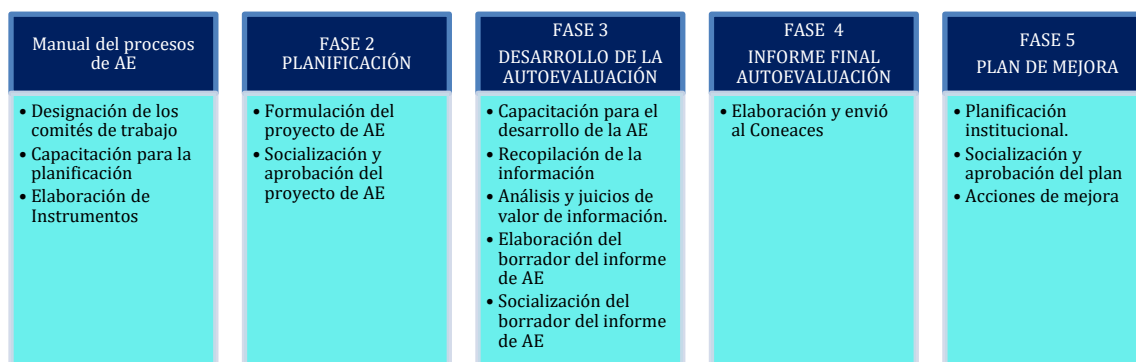 Manual del procesos
de AE
• Designación de los
comités de trabajo
• Capacitación para la
planificación
• Elaboración de
Instrumentos
FASE 2
PLANIFICACIÓN
• Formulación del
proyecto de AE
• Socialización y
aprobación del
proyecto de AE
FASE 3
DESARROLLO DE LA
AUTOEVALUACIÓN
• Capacitación para el
desarrollo de la AE
• Recopilación de la
información
• Análisis y juicios de
valor de información.
• Elaboración del
borrador del informe
de AE
• Socialización del
borrador del informe
de AE
FASE 4
INFORME FINAL
AUTOEVALUACIÓN
• Elaboración y envió
al Coneaces
FASE 5
PLAN DE MEJORA
• Planificación
institucional.
• Socialización y
aprobación del plan
• Acciones de mejora